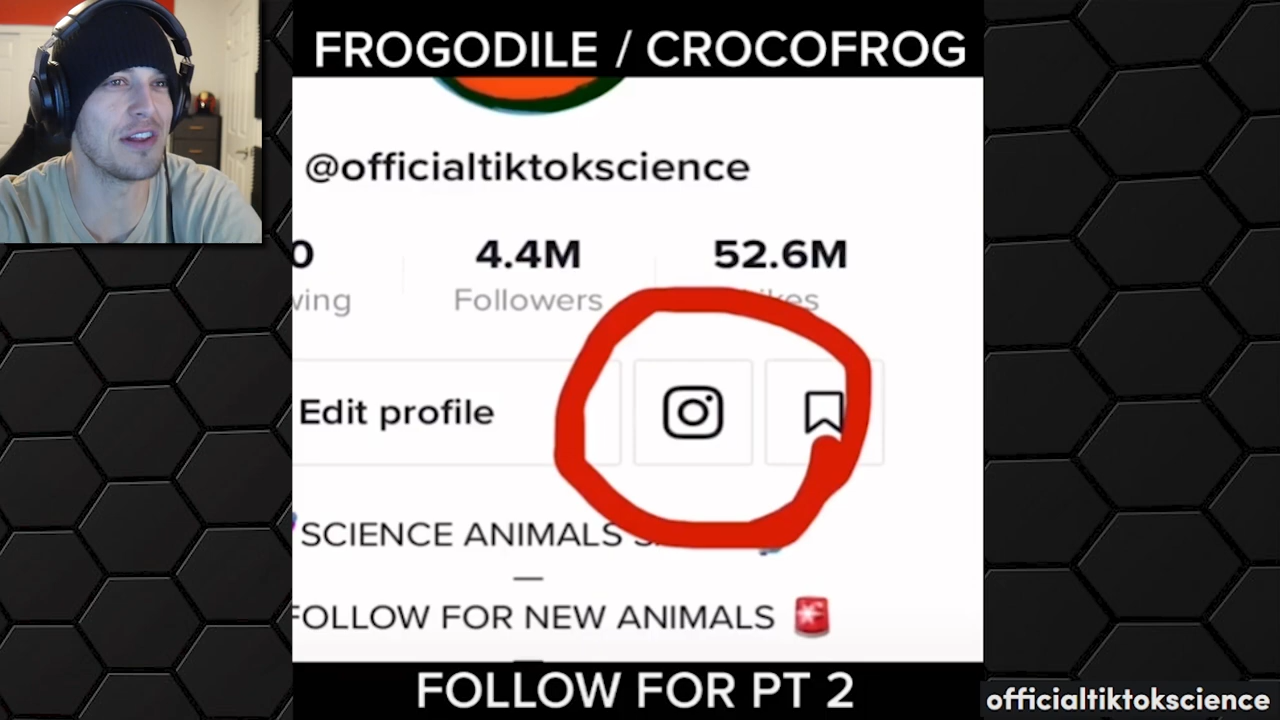 FROGODILE / CROCOFROG
@officialtiktokscience
4.4M 52.6M
Followers
Edit profile
SCIENCE ANIMALS
FOLLOW FOR NEW ANIMALS
FOLLOW FOR PT 2
officialtiktokscience